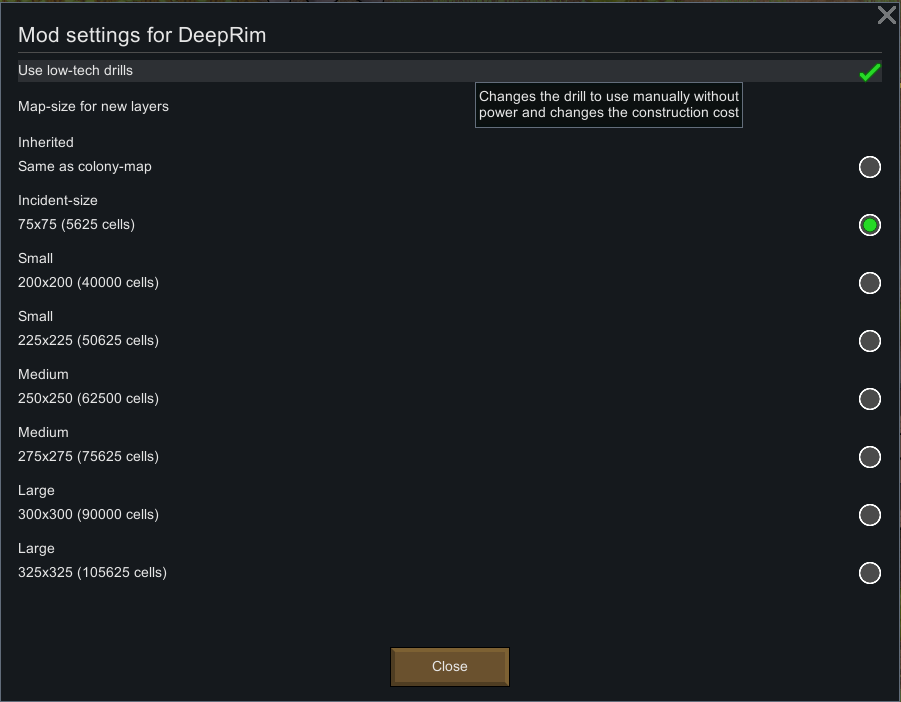 Mod settings for DeepRim
Use low-tech drills
Changes the drill to use manually without
power and changes the construction cost
Map-size for new layers
Inherited
Same as colony-map
Incident-size
75x75 (5625 cells)
Small
200x200 (40000 cells)
Small
225x225 (50625 cells)
Medium
250x250 (62500 cells)
Medium
275x275 (75625 cells)
Large
300x300 (90000 cells)
Large
325x325 (105625 cells)
Close